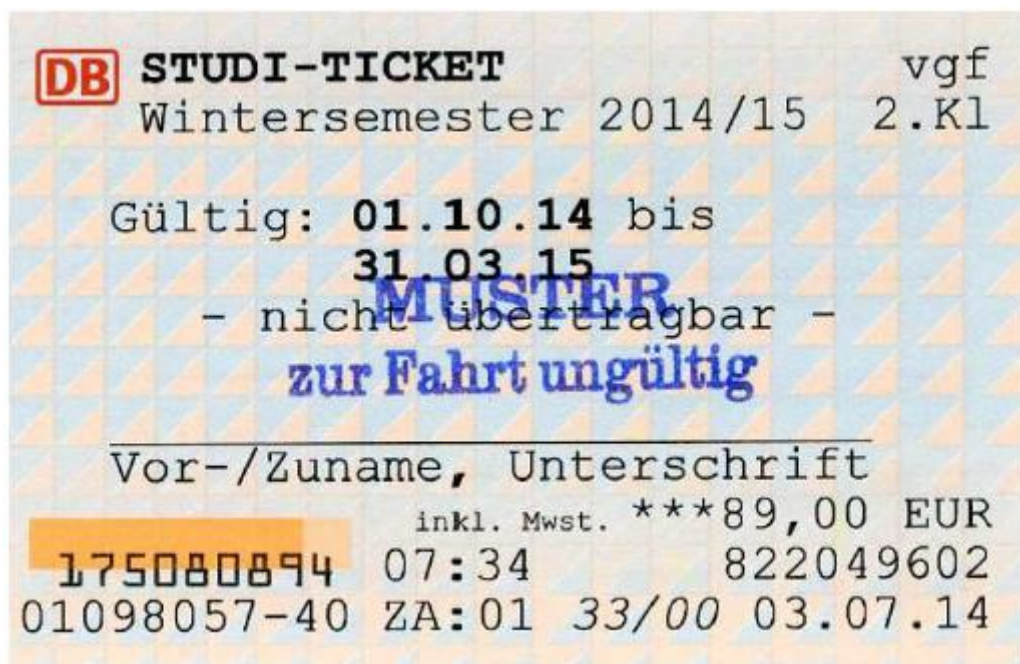 DB STUDI-TICKET vgf
Wintersemester 2014/15 2.Kl
Gültig: 01.10.14 bis
31.03.15
MUSTER
- nicht übertragbar -
zur Fahrt ungültig
Vor-/Zuname, Unterschrift
inkl. Mwst. ***89,00 EUR
175080894 07:34 822049602
01098057-40 ZA:01 33/00 03.07.14